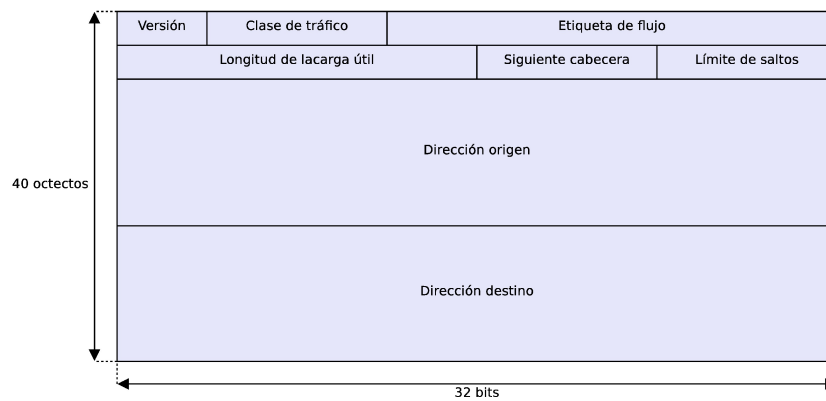 Versión
Clase de tráfico
Etiqueta de flujo
Longitud de lacarga útil
Siguiente cabecera
Límite de saltos
Dirección origen
40 octectos
Dirección destino
32 bits